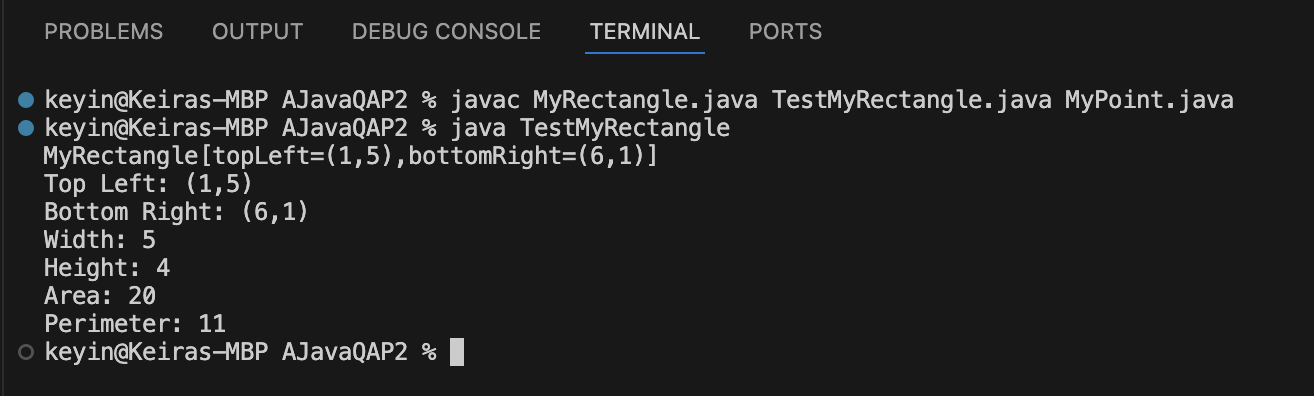 PROBLEMS OUTPUT DEBUG CONSOLE TERMINAL PORTS
keyin@Keiras-MBP AJavaQAP2 % javac MyRectangle.java TestMyRectangle.java MyPoint.java
keyin@Keiras-MBP AJavaQAP2 % java TestMyRectangle
MyRectangle[topLeft=(1,5),bottomRight=(6,1)]
Top Left: (1,5)
Bottom Right: (6,1)
Width: 5
Height: 4
Area: 20
Perimeter: 11
keyin@Keiras-MBP AJavaQAP2 %